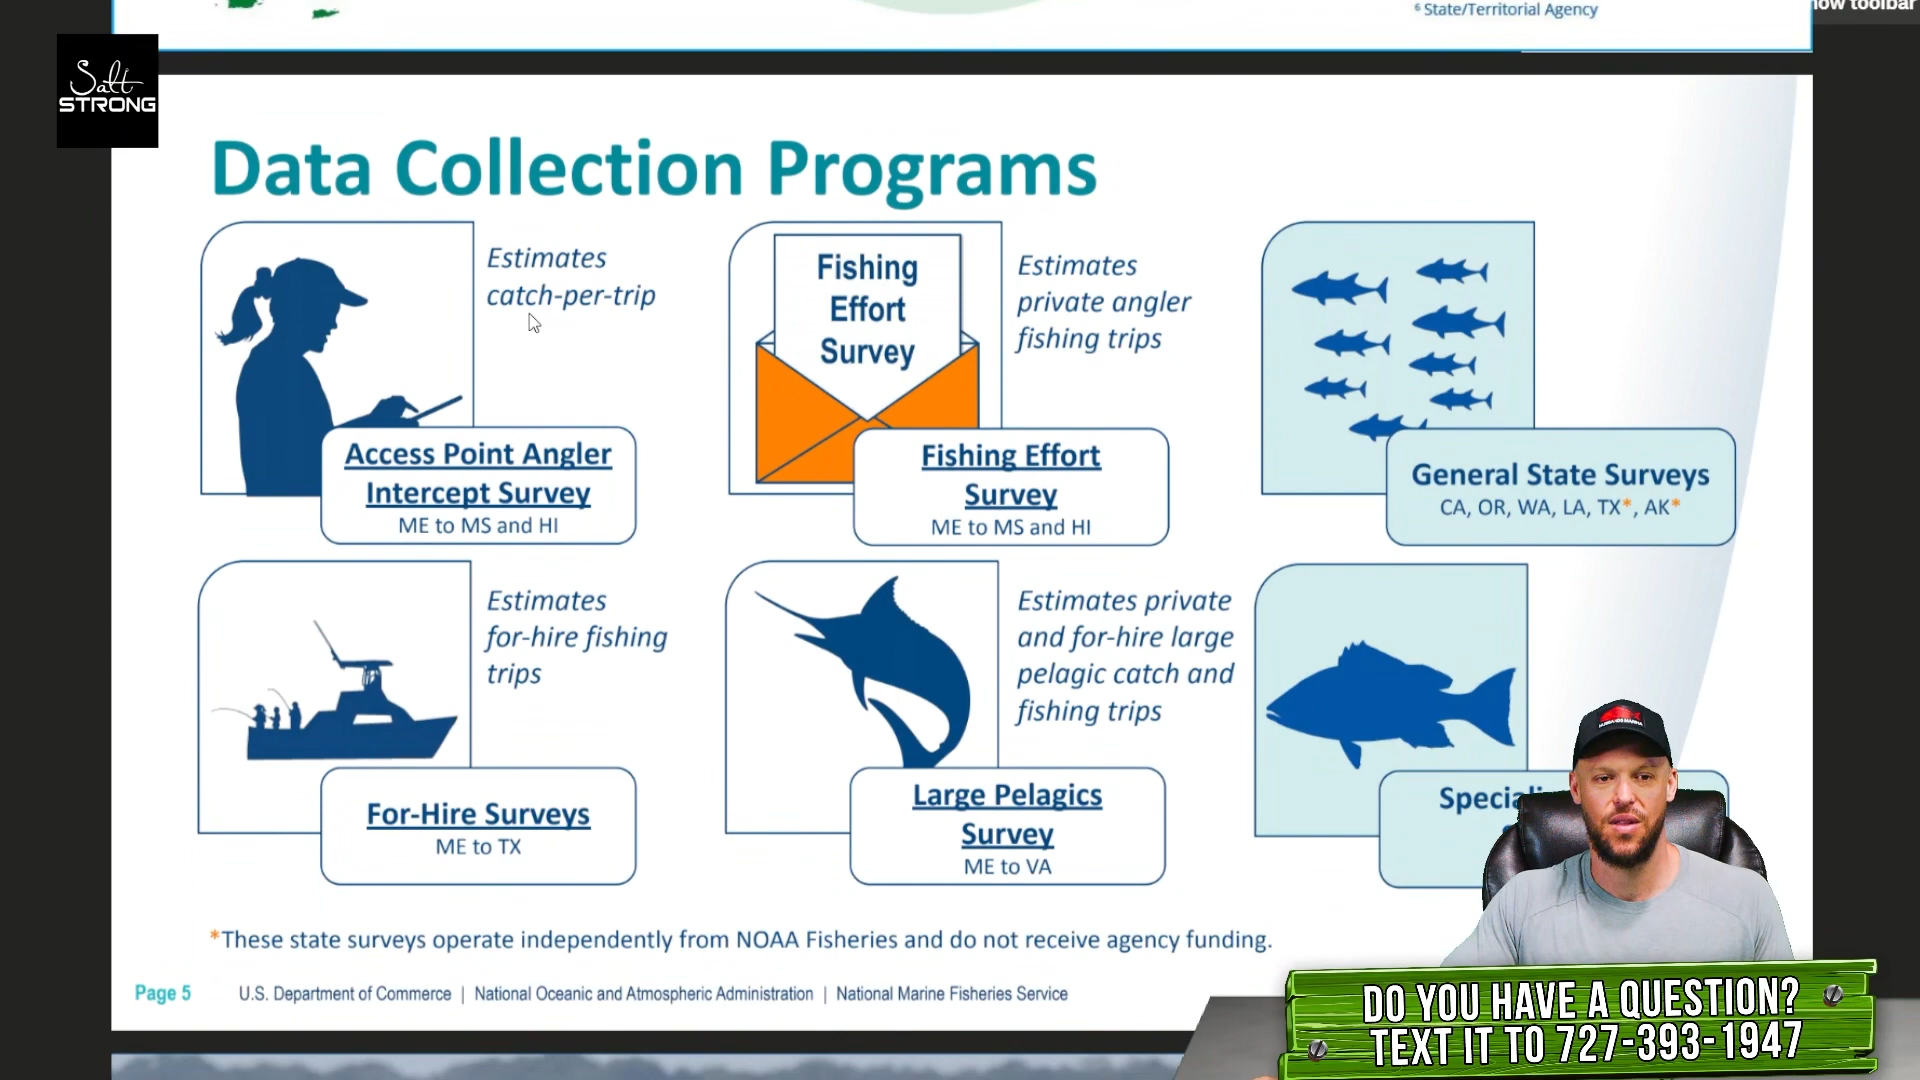 ⁶ State/Territorial Agency
Salt
STRONG
Data Collection Programs
Estimates
catch-per-trip
Access Point Angler
Intercept Survey
ME to MS and HI
Fishing
Effort
Survey
Estimates
private angler
fishing trips
Fishing Effort
Survey
ME to MS and HI
General State Surveys
CA, OR, WA, LA, TX*, AK*
Estimates
for-hire fishing
trips
For-Hire Surveys
ME to TX
Estimates private
and for-hire large
pelagic catch and
fishing trips
Large Pelagics
Survey
ME to VA
*These state surveys operate independently from NOAA Fisheries and do not receive agency funding.
Page 5
U.S. Department of Commerce | National Oceanic and Atmospheric Administration | National Marine Fisheries Service
DO YOU HAVE A QUESTION?
TEXT IT TO 727-393-1947